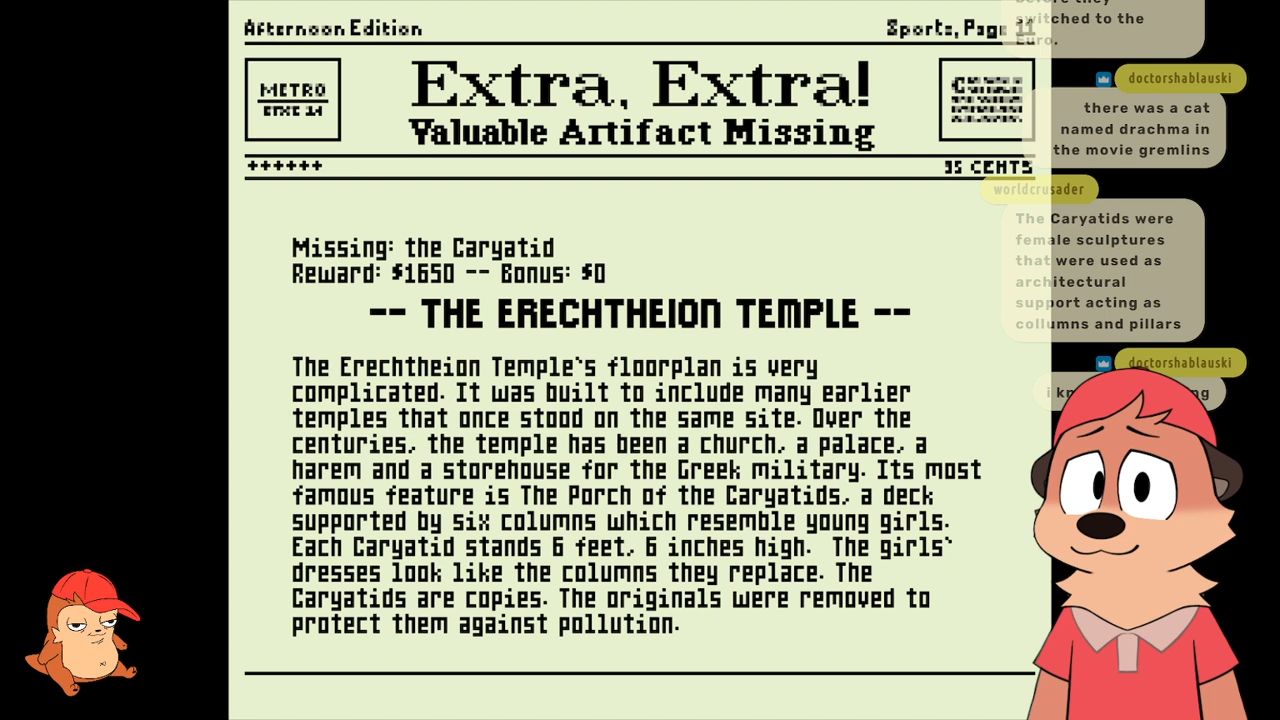 Afternoon Edition
Sports, Page 11
METRO
Extra, Extra!
Valuable Artifact Missing
++++++
35 CENTS
Missing: the Caryatid
Reward: $1650 -- Bonus: $0
-- THE ERECHTHEION TEMPLE --
The Erechtheion Temple`s floorplan is very
complicated. It was built to include many earlier
temples that once stood on the same site. Over the
centuries, the temple has been a church, a palace, a
harem and a storehouse for the Greek military. Its most
famous feature is The Porch of the Caryatids, a deck
supported by six columns which resemble young girls.
Each Caryatid stands 6 feet, 6 inches high.  The girls`
dresses look like the columns they replace. The
Caryatids are copies. The originals were removed to
protect them against pollution.
before they
switched to the
Euro.
doctorshablauski
there was a cat
named drachma in
the movie gremlins
worldcrusader
The Caryatids were
female sculptures
that were used as
architectural
support acting as
collumns and pillars
doctorshablauski